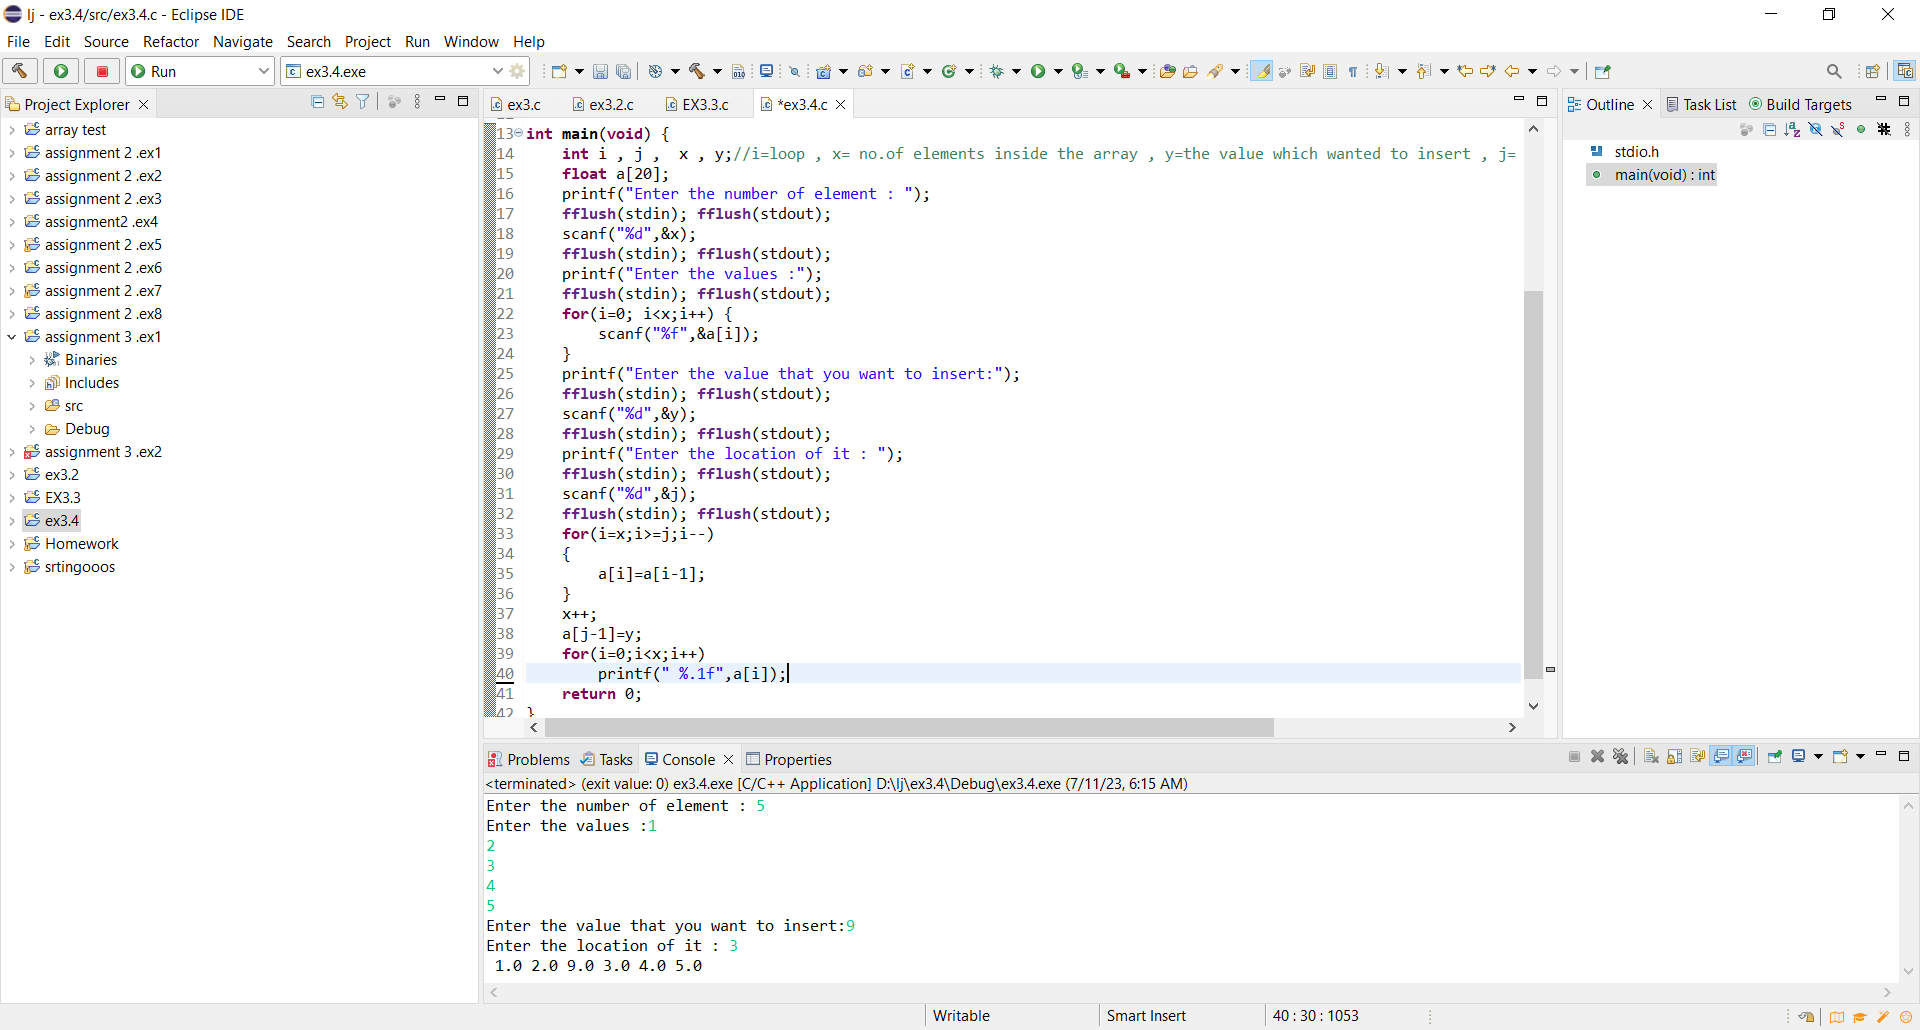 lj - ex3.4/src/ex3.4.c - Eclipse IDE
File Edit Source Refactor Navigate Search Project Run Window Help
Run ex3.4.exe
Project Explorer
array test
assignment 2 .ex1
assignment 2 .ex2
assignment 2 .ex3
assignment2 .ex4
assignment 2 .ex5
assignment 2 .ex6
assignment 2 .ex7
assignment 2 .ex8
assignment 3 .ex1
Binaries
Includes
src
Debug
assignment 3 .ex2
ex3.2
EX3.3
ex3.4
Homework
srtingooos
ex3.c ex3.2.c EX3.3.c *ex3.4.c
13 int main(void) {
14 int i , j , x , y;//i=loop , x= no.of elements inside the array , y=the value which wanted to insert , j=
15 float a[20];
16 printf("Enter the number of element : ");
17 fflush(stdin); fflush(stdout);
18 scanf("%d",&x);
19 fflush(stdin); fflush(stdout);
20 printf("Enter the values :");
21 fflush(stdin); fflush(stdout);
22 for(i=0; i<x;i++) {
23 scanf("%f",&a[i]);
24 }
25 printf("Enter the value that you want to insert:");
26 fflush(stdin); fflush(stdout);
27 scanf("%d",&y);
28 fflush(stdin); fflush(stdout);
29 printf("Enter the location of it : ");
30 fflush(stdin); fflush(stdout);
31 scanf("%d",&j);
32 fflush(stdin); fflush(stdout);
33 for(i=x;i>=j;i--)
34 {
35 a[i]=a[i-1];
36 }
37 x++;
38 a[j-1]=y;
39 for(i=0;i<x;i++)
40 printf(" %.1f",a[i]);
41 return 0;
42 }
Outline Task List Build Targets
stdio.h
main(void) : int
Problems Tasks Console Properties
<terminated> (exit value: 0) ex3.4.exe [C/C++ Application] D:\lj\ex3.4\Debug\ex3.4.exe (7/11/23, 6:15 AM)
Enter the number of element : 5
Enter the values :1
2
3
4
5
Enter the value that you want to insert:9
Enter the location of it : 3
1.0 2.0 9.0 3.0 4.0 5.0
Writable Smart Insert 40 : 30 : 1053